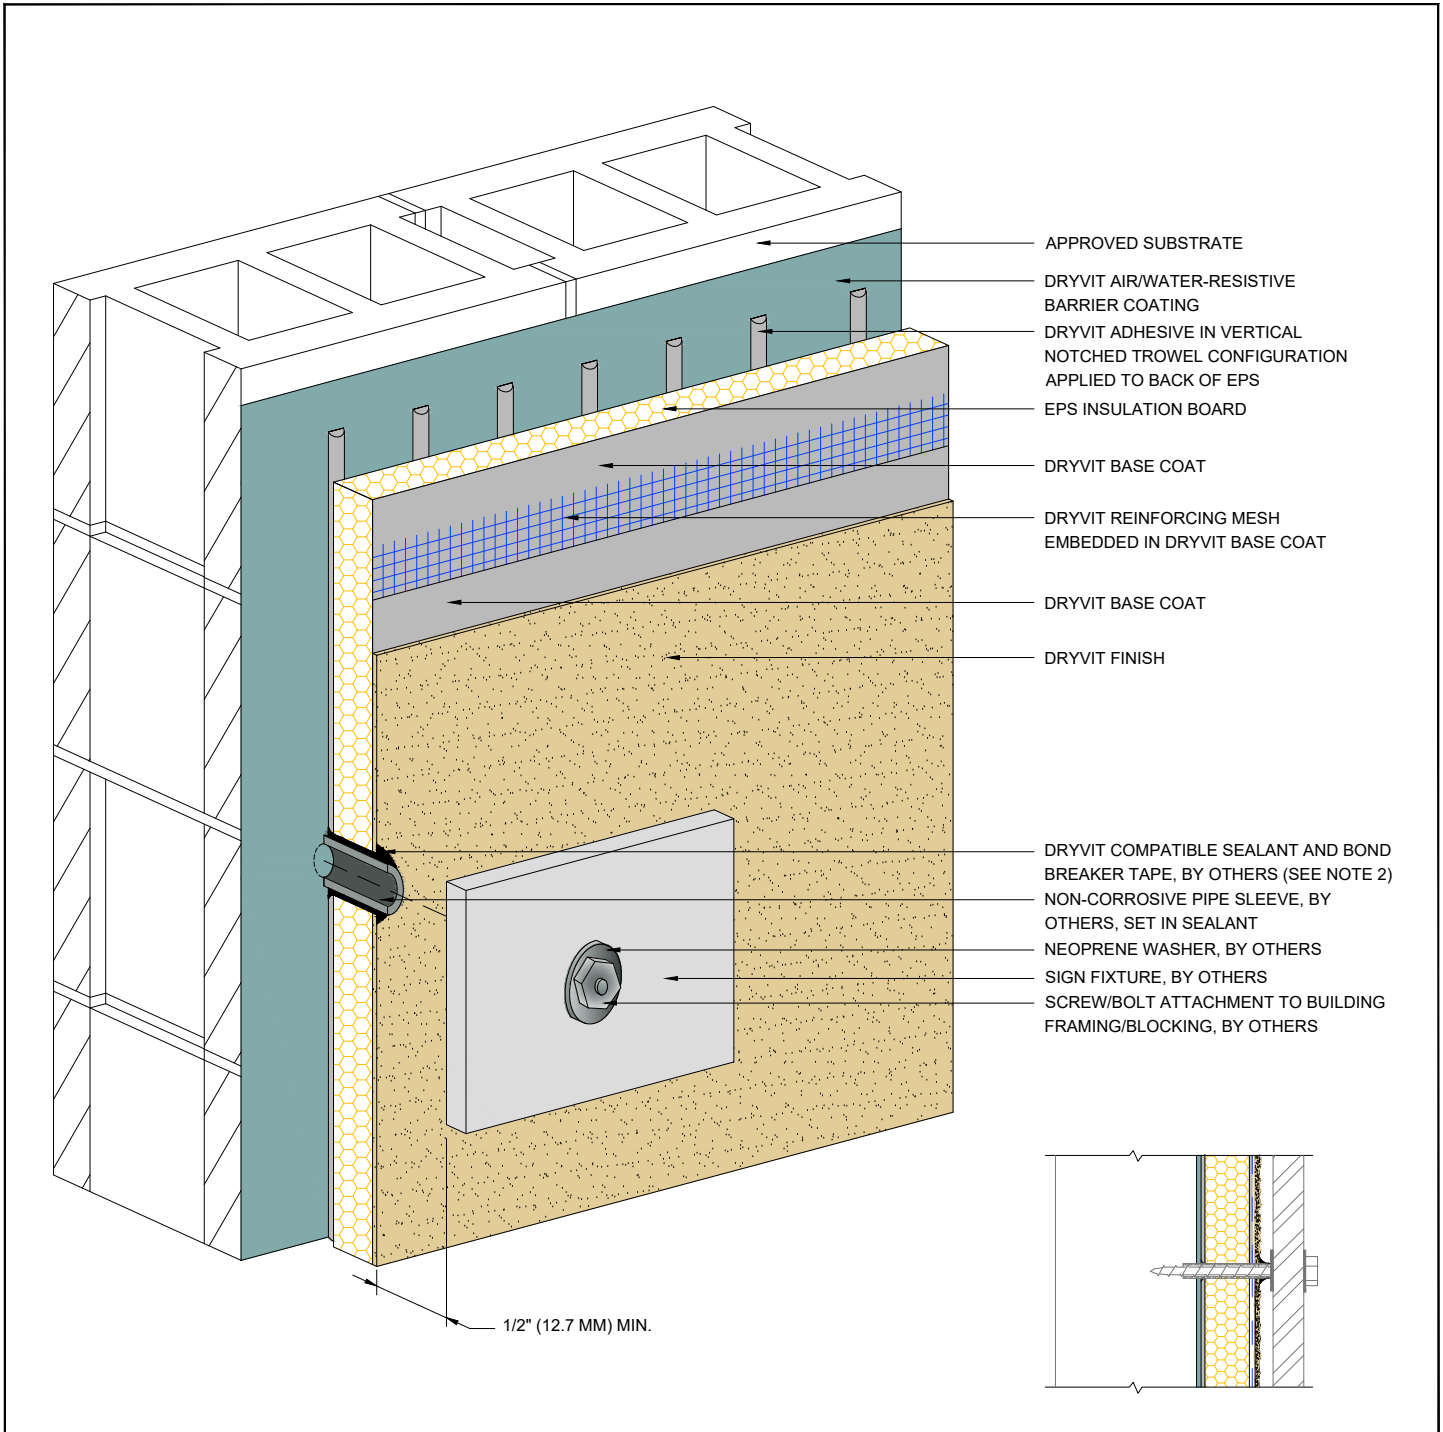 APPROVED SUBSTRATE
DRYVIT AIR/WATER-RESISTIVE
BARRIER COATING
DRYVIT ADHESIVE IN VERTICAL
NOTCHED TROWEL CONFIGURATION
APPLIED TO BACK OF EPS
EPS INSULATION BOARD
DRYVIT BASE COAT
DRYVIT REINFORCING MESH
EMBEDDED IN DRYVIT BASE COAT
DRYVIT BASE COAT
DRYVIT FINISH
DRYVIT COMPATIBLE SEALANT AND BOND
BREAKER TAPE, BY OTHERS (SEE NOTE 2)
NON-CORROSIVE PIPE SLEEVE, BY
OTHERS, SET IN SEALANT
NEOPRENE WASHER, BY OTHERS
SIGN FIXTURE, BY OTHERS
SCREW/BOLT ATTACHMENT TO BUILDING
FRAMING/BLOCKING, BY OTHERS
1/2" (12.7 MM) MIN.